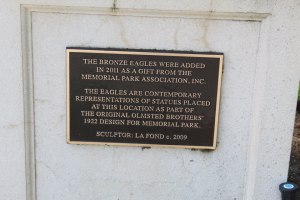 THE BRONZE EAGLES WERE ADDED
IN 2011 AS A GIFT FROM THE
MEMORIAL PARK ASSOCIATION, INC.
THE EAGLES ARE CONTEMPORARY
REPRESENTATIONS OF STATUES PLACED
AT THIS LOCATION AS PART OF
THE ORIGINAL OLMSTED BROTHERS'
1922 DESIGN FOR MEMORIAL PARK.
SCULPTOR: LA FOND c. 2009